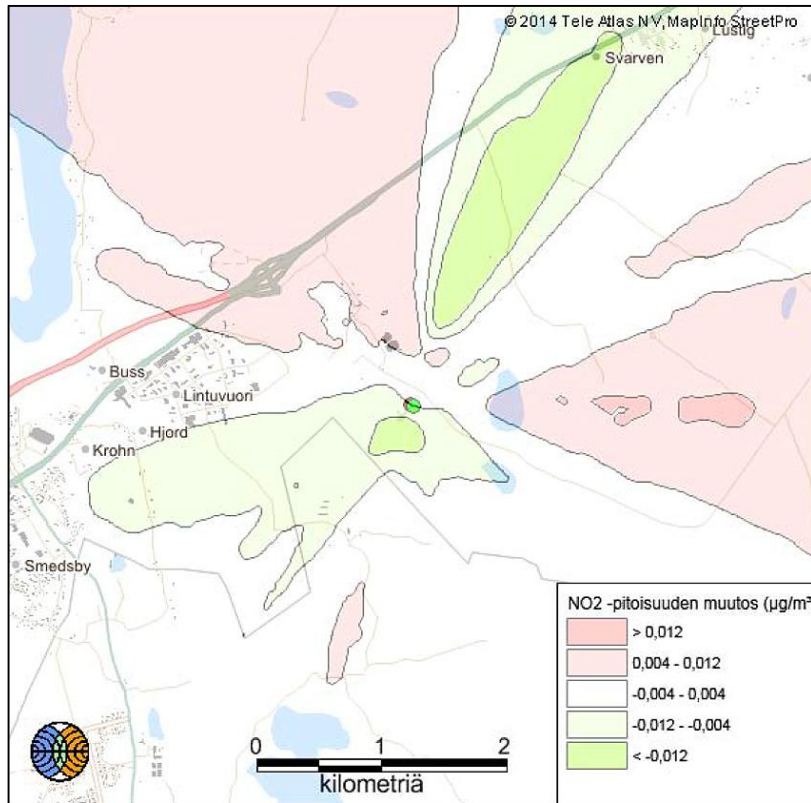 © 2014 Tele Atlas N V, MapInfo StreetPro
Lustig
Svarven
Buss
Lintuvuori
Hjord
Krohn
Smedsby
NO2 -pitoisuuden muutos (µg/m³
> 0,012
0,004 - 0,012
-0,004 - 0,004
-0,012 - -0,004
< -0,012
0 1 2
kilometriä